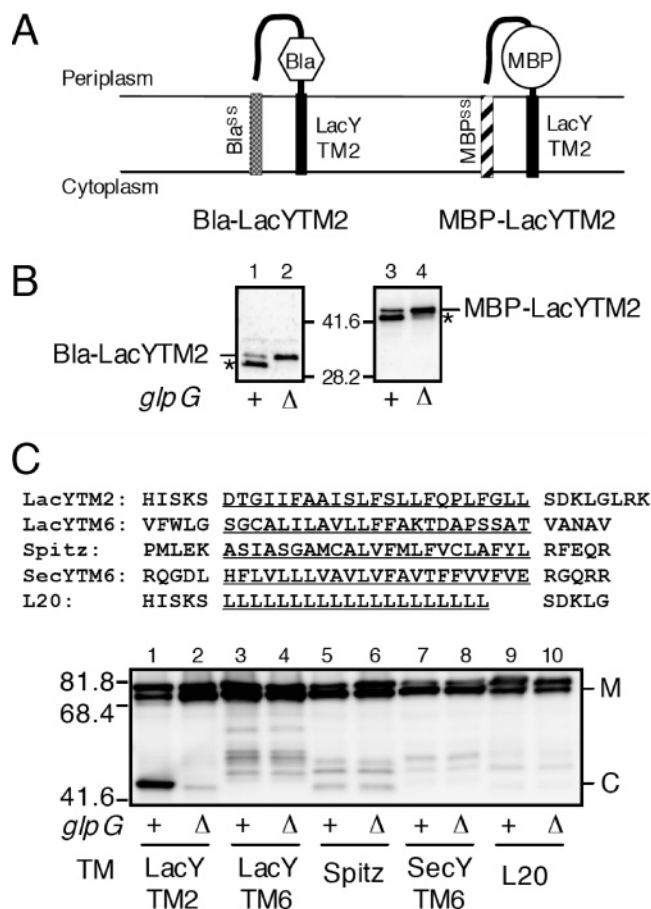 A
Periplasm
Bla
MBP
Bla^SS
LacY
TM2
MBP^SS
LacY
TM2
Cytoplasm
Bla-LacYTM2
MBP-LacYTM2
B
1 2
3 4
41.6
MBP-LacYTM2
*
Bla-LacYTM2
*
28.2
glpG + Δ + Δ
C
LacYTM2: HISKS DTGIIFAAISLFSLLFQPLFGLL SDKLGLRK
LacYTM6: VFWLG SGCALILAVLLFFAKTDAPSSAT VANAV
Spitz: PMLEK ASIASGAMCALVFMLFVCLAFYL RFEQR
SecYTM6: RQGDL HFLVLLLVAVLVFAVTFFVVFVE RGQRR
L20: HISKS LLLLLLLLLLLLLLLLLLLL SDKLG
1 2 3 4 5 6 7 8 9 10
81.8
M
68.4
C
41.6
glpG + Δ + Δ + Δ + Δ + Δ
TM
LacY
TM2
LacY
TM6
Spitz
SecY
TM6
L20